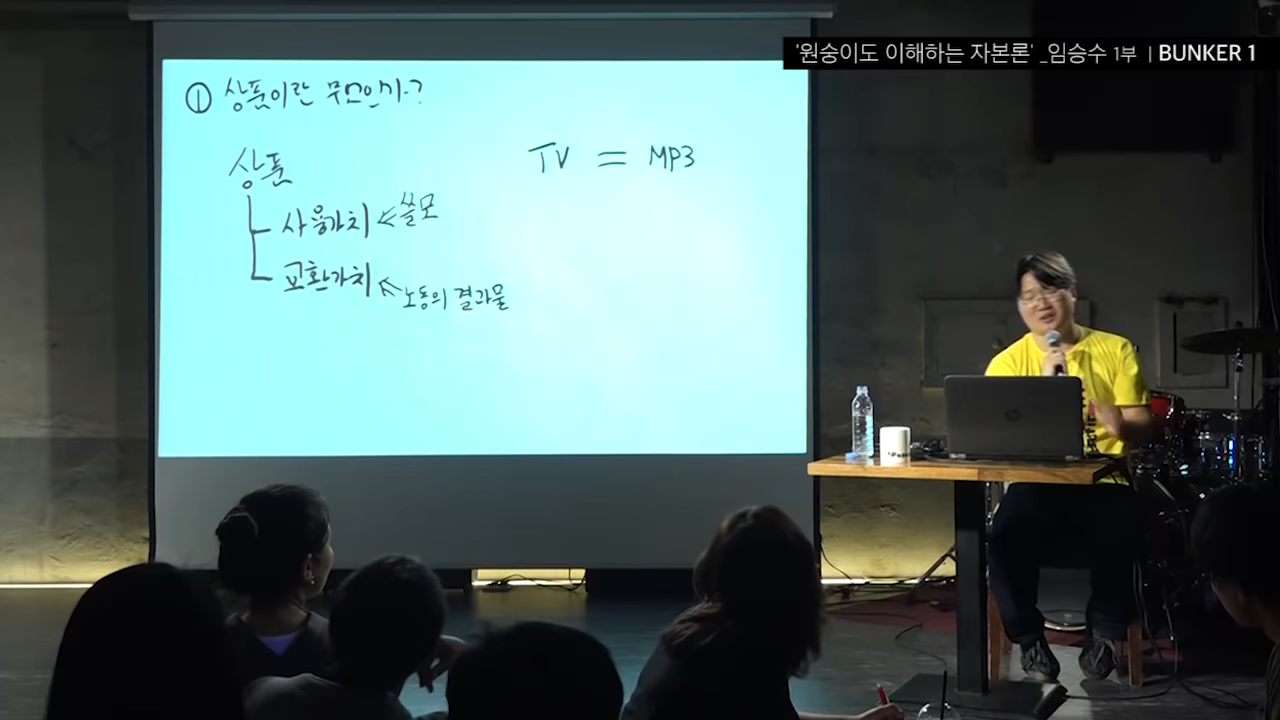 '원숭이도 이해하는 자본론' _임승수 1부 | BUNKER 1
① 상품이란 무엇인가?
상품
사용가치 ← 쓸모
교환가치 ← 노동의 결과물
TV = MP3